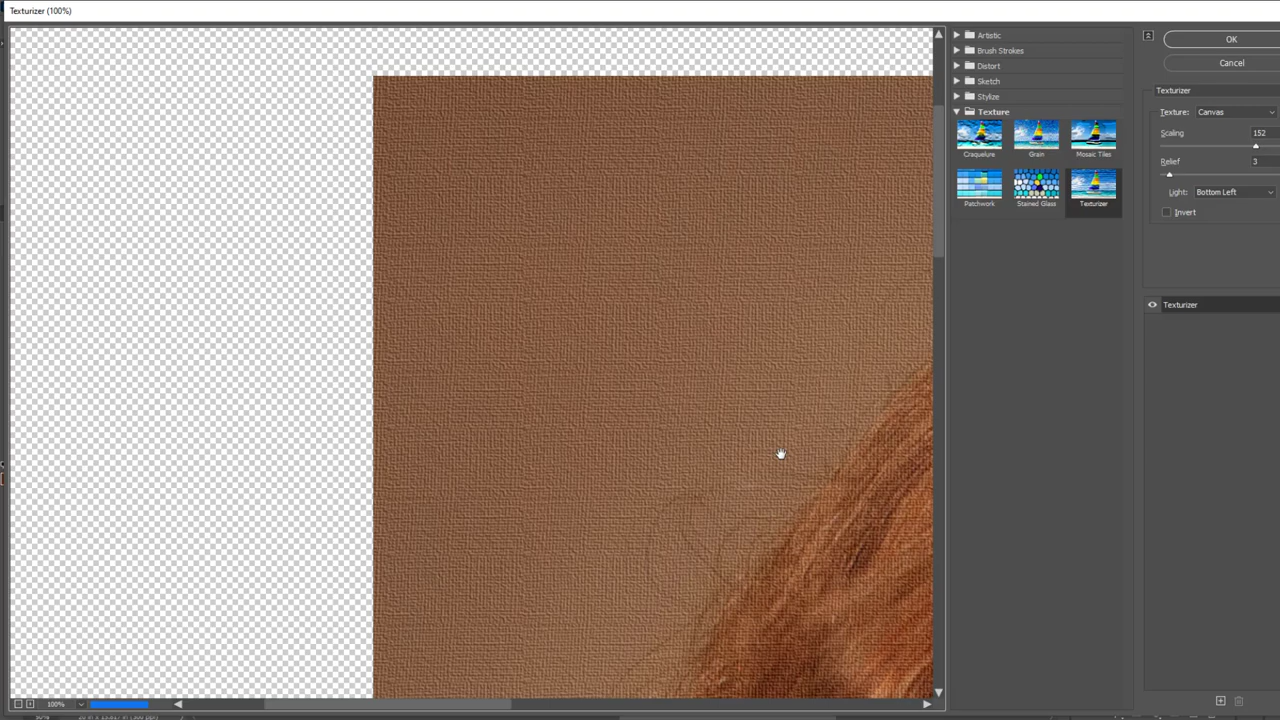 Texturizer (100%)
Artistic
Brush Strokes
Distort
Sketch
Stylize
Texture
Craquelure
Grain
Mosaic Tiles
Patchwork
Stained Glass
Texturizer
OK
Cancel
Texturizer
Texture: Canvas
Scaling 152
Relief 3
Light: Bottom Left
Invert
Texturizer
100%